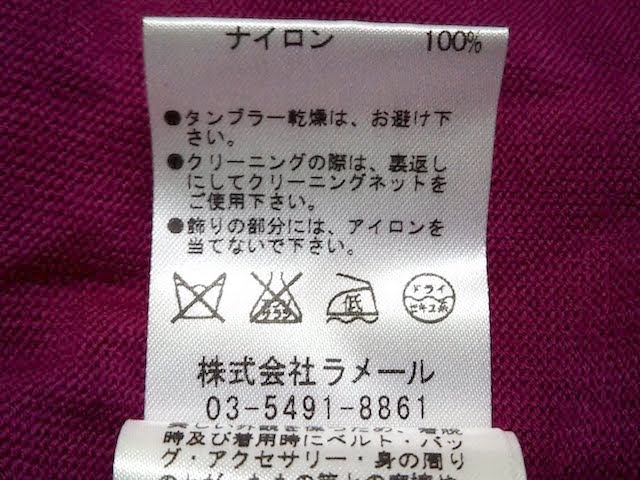 ナイロン 100%
●タンブラー乾燥は、お避け下
さい。
●クリーニングの際は、裏返し
にしてクリーニングネットを
ご使用下さい。
●飾りの部分には、アイロンを
当てないで下さい。
低
ドライ
セキユ系
株式会社ラメール
03-5491-8861
時及び着用時にベルト・バッ
グ・アクセサリー・身の周り